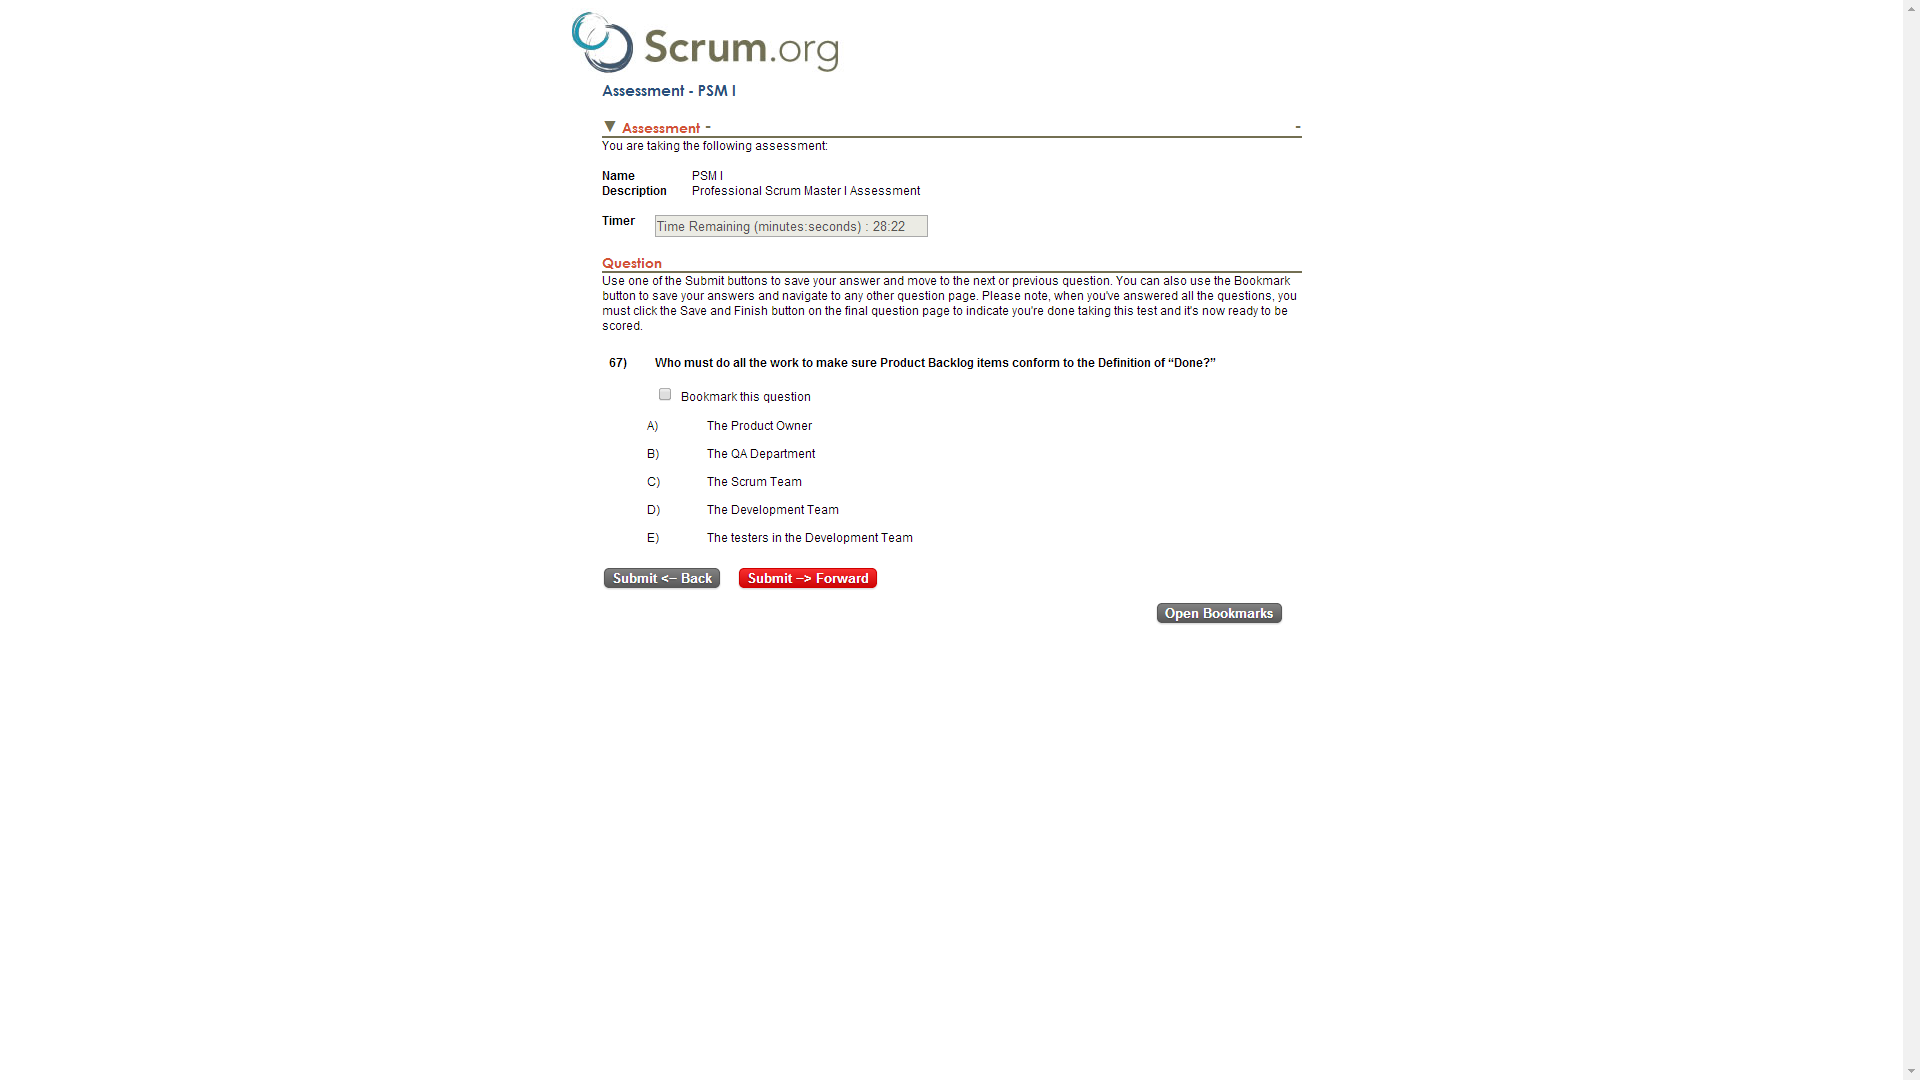 Scrum.org
Assessment - PSM I
▼ Assessment - -
You are taking the following assessment:
Name PSM I
Description Professional Scrum Master I Assessment
Timer Time Remaining (minutes:seconds) : 28:22
Question
Use one of the Submit buttons to save your answer and move to the next or previous question. You can also use the Bookmark
button to save your answers and navigate to any other question page. Please note, when you've answered all the questions, you
must click the Save and Finish button on the final question page to indicate you're done taking this test and it's now ready to be
scored.
67) Who must do all the work to make sure Product Backlog items conform to the Definition of “Done?”
Bookmark this question
A) The Product Owner
B) The QA Department
C) The Scrum Team
D) The Development Team
E) The testers in the Development Team
Submit <-- Back Submit --> Forward
Open Bookmarks